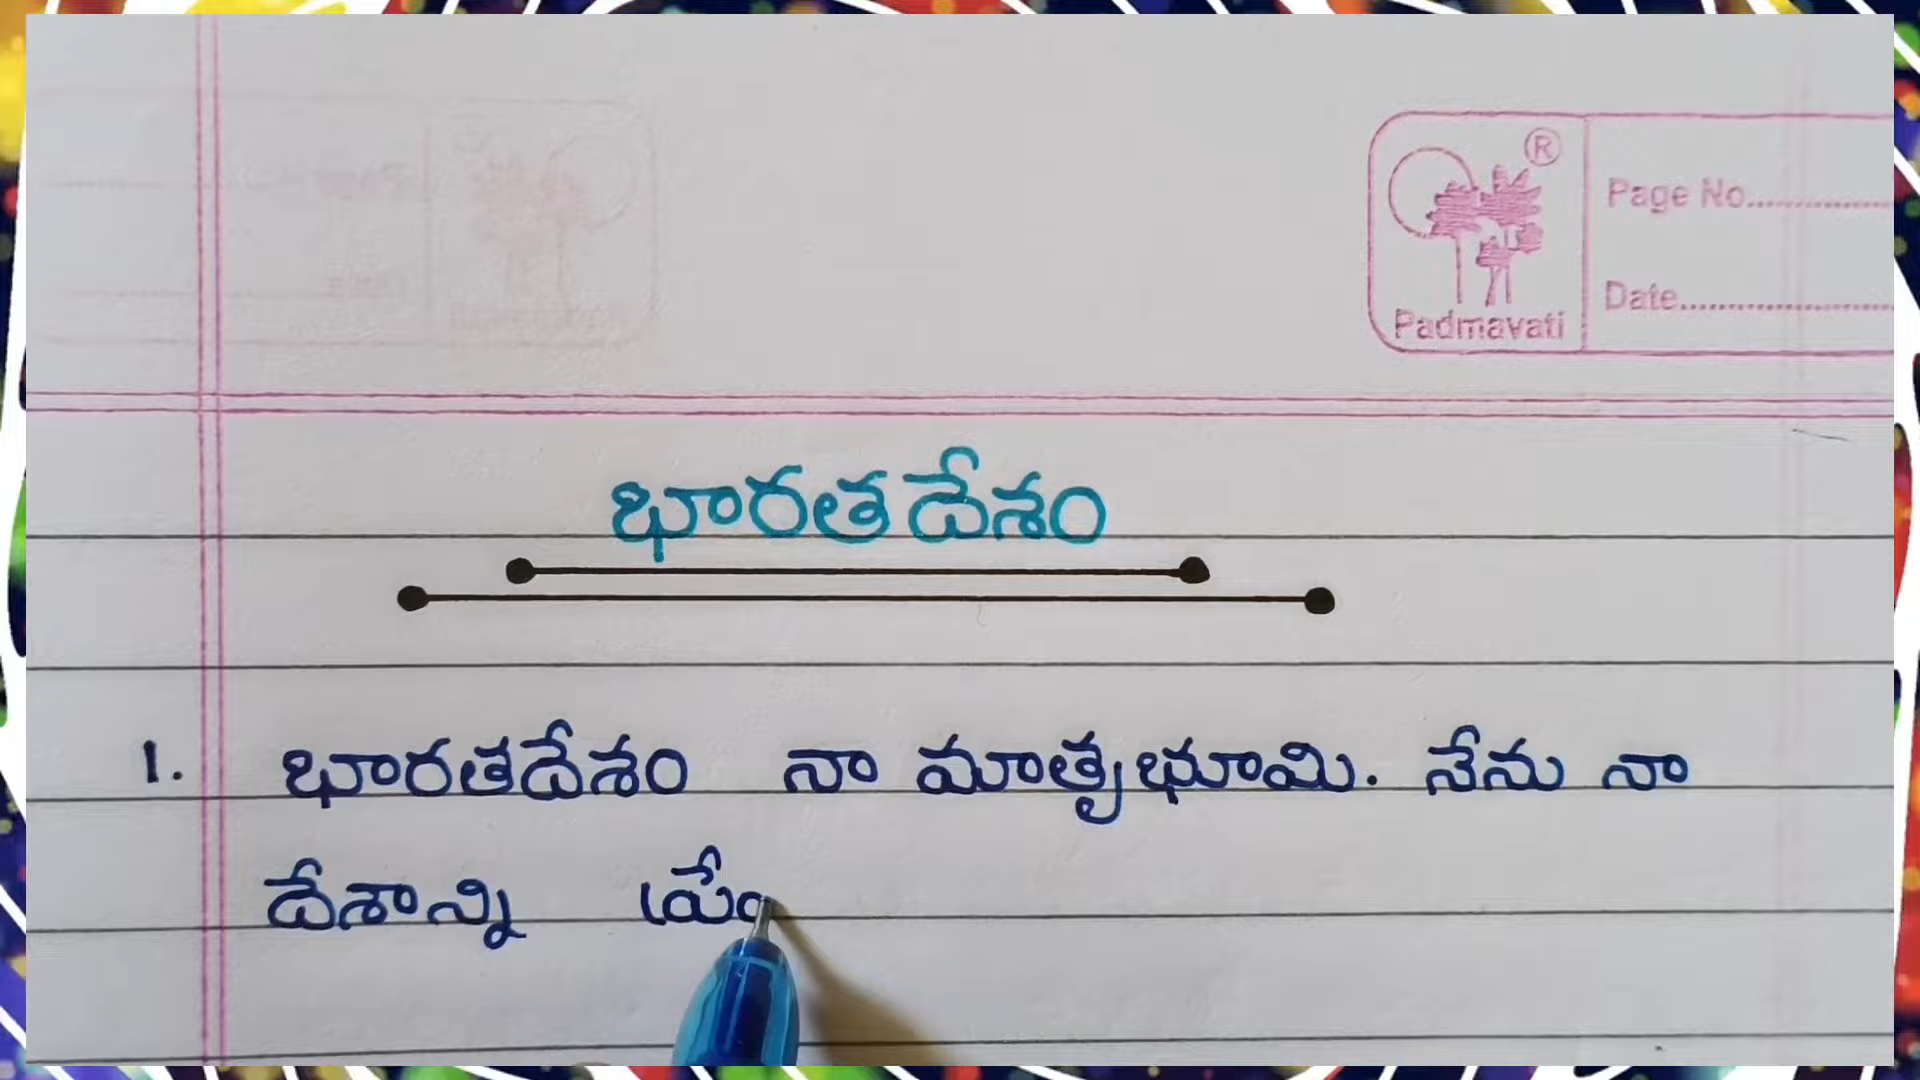 Page No..................
Date........................
Padmavati
భారతదేశం
1. భారతదేశం నా మాతృభూమి. నేను నా
దేశాన్ని